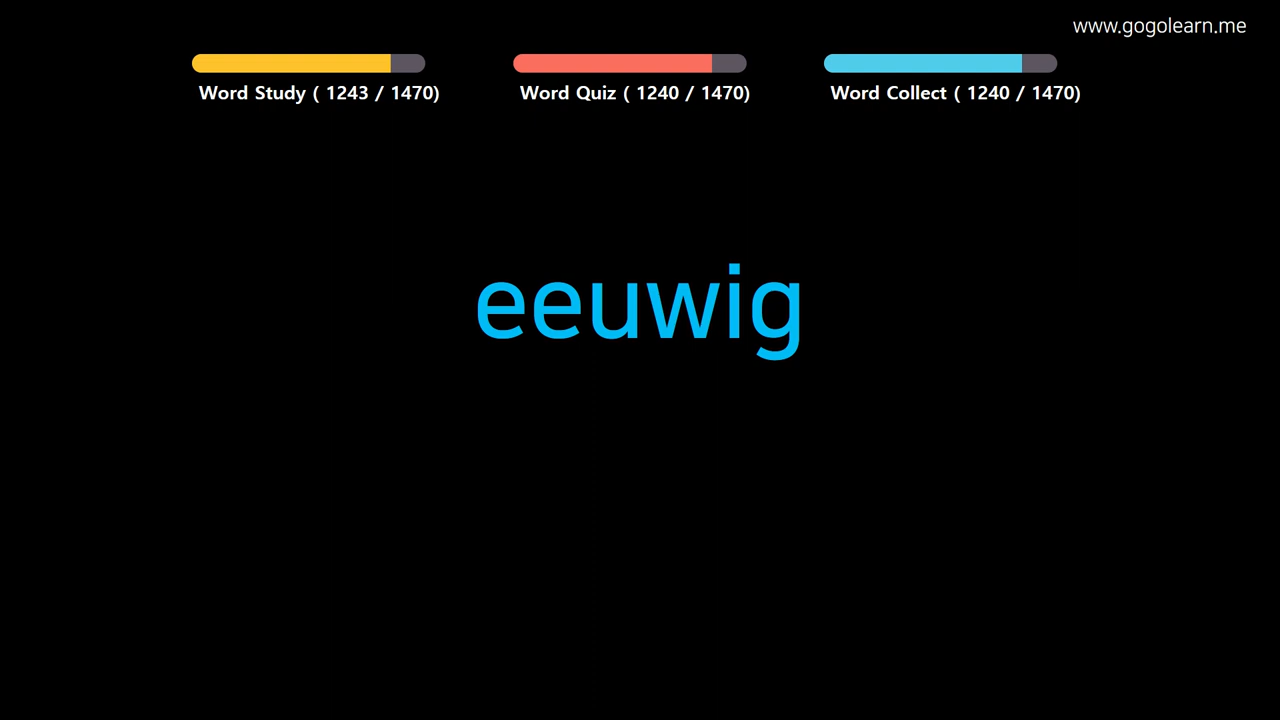 www.gogolearn.me
Word Study ( 1243 / 1470)
Word Quiz ( 1240 / 1470)
Word Collect ( 1240 / 1470)
eeuwig